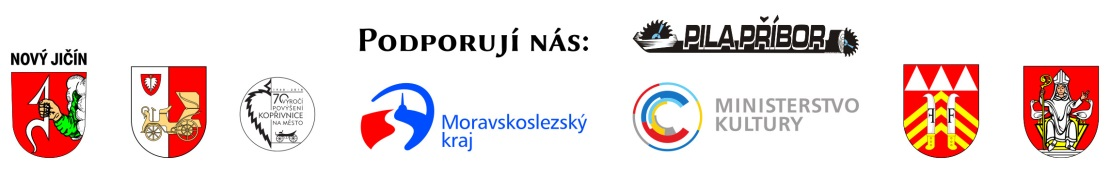 Podporují nás:
PILA PŘÍBOR
NOVÝ JIČÍN
70 VÝROČÍ
POVÝŠENÍ
KOPŘIVNICE
NA MĚSTO
Moravskoslezský
kraj
MINISTERSTVO
KULTURY